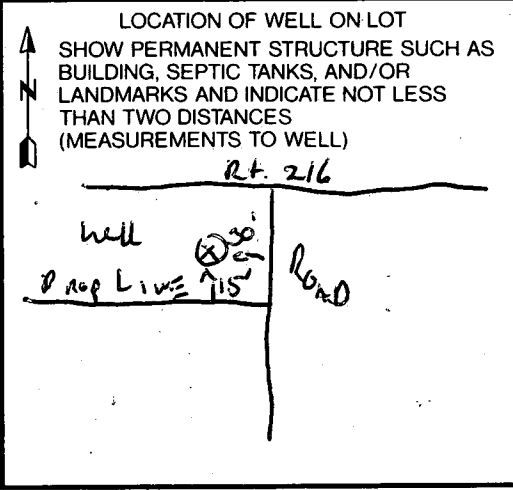 LOCATION OF WELL ON LOT
SHOW PERMANENT STRUCTURE SUCH AS
BUILDING, SEPTIC TANKS, AND/OR
N LANDMARKS AND INDICATE NOT LESS
THAN TWO DISTANCES
(MEASUREMENTS TO WELL)
Rt. 216
well 30'
Prop Line 15' ROAD